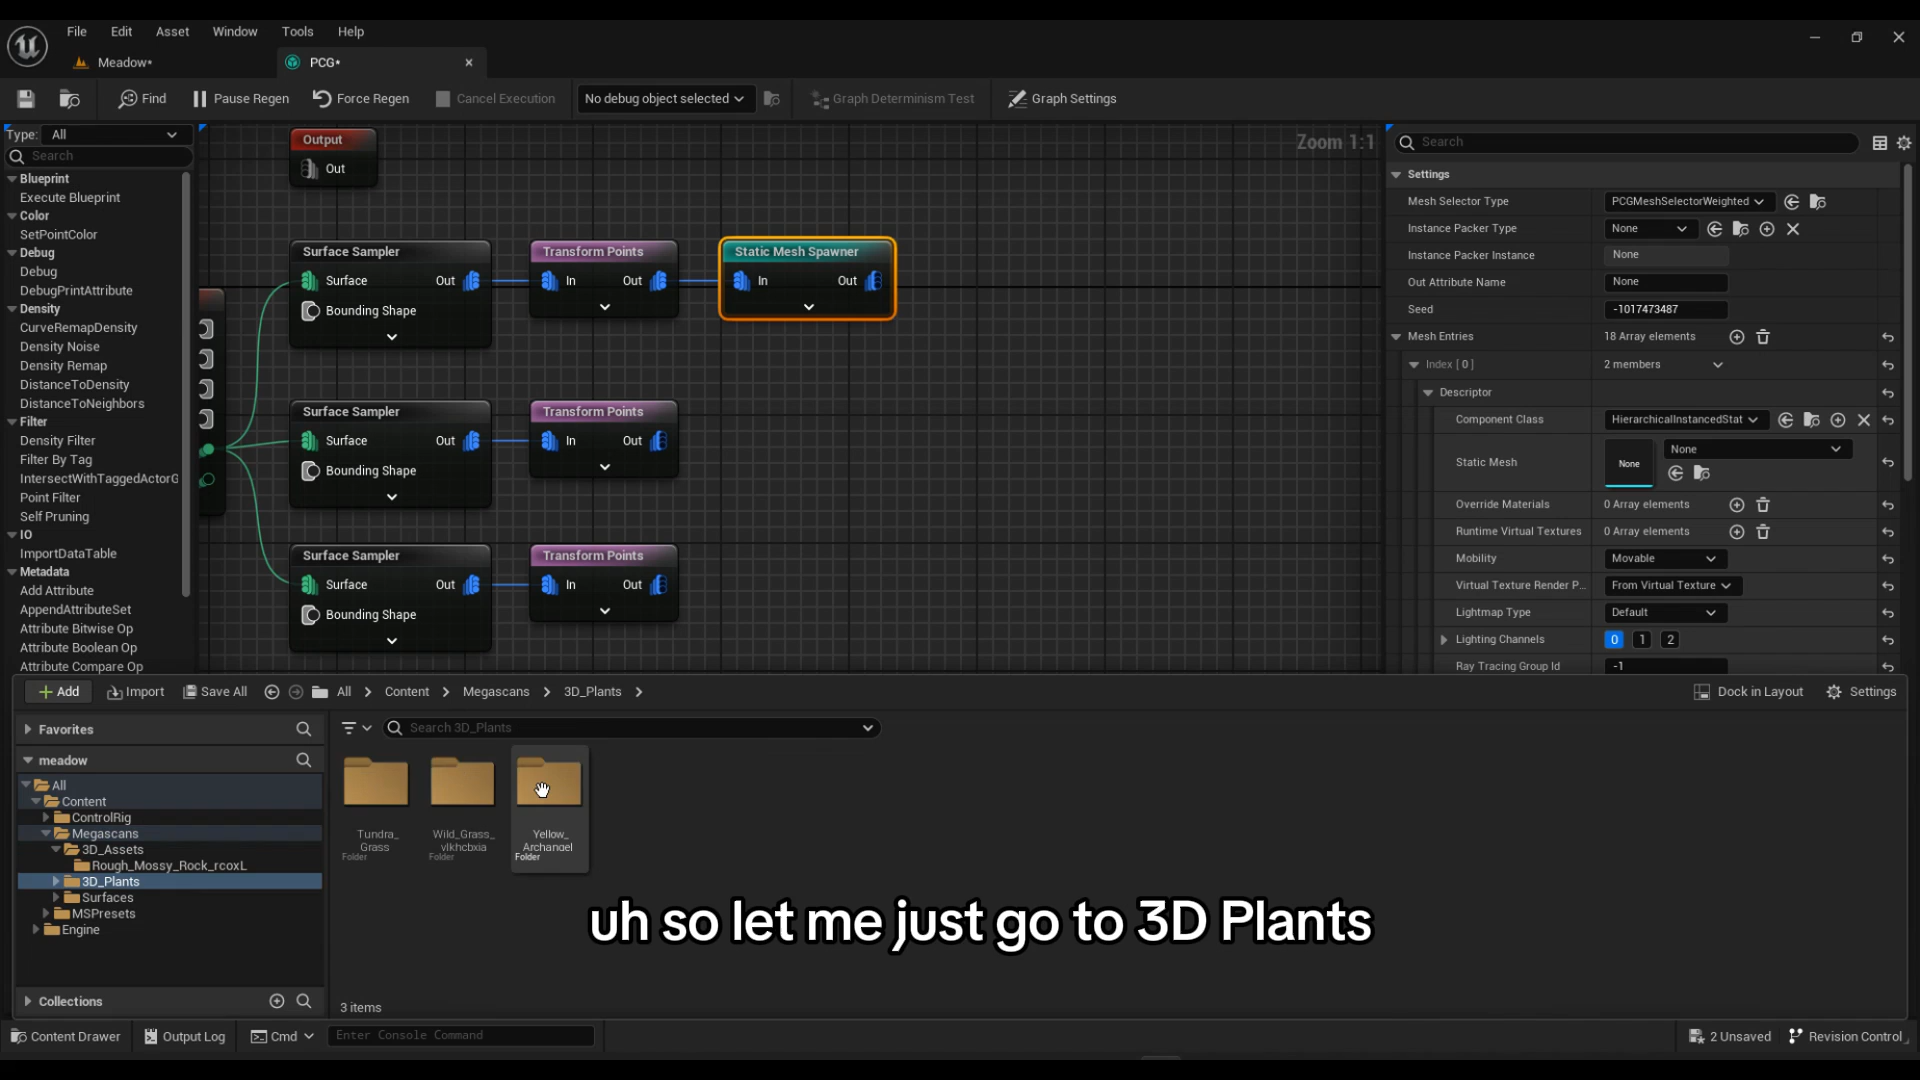 File Edit Asset Window Tools Help
Meadow*
PCG*
Find Pause Regen Force Regen Cancel Execution No debug object selected Graph Determinism Test Graph Settings
Type: All
Search
Blueprint
Execute Blueprint
Color
SetPointColor
Debug
Debug
DebugPrintAttribute
Density
CurveRemapDensity
Density Noise
Density Remap
DistanceToDensity
DistanceToNeighbors
Filter
Density Filter
Filter By Tag
IntersectWithTaggedActorG
Point Filter
Self Pruning
IO
ImportDataTable
Metadata
Add Attribute
AppendAttributeSet
Attribute Bitwise Op
Attribute Boolean Op
Attribute Compare Op
Zoom 1:1
Output
Out
Surface Sampler
Surface Out
Bounding Shape
Transform Points
In Out
Static Mesh Spawner
In Out
Surface Sampler
Surface Out
Bounding Shape
Transform Points
In Out
Surface Sampler
Surface Out
Bounding Shape
Transform Points
In Out
Search
Settings
Mesh Selector Type PCGMeshSelectorWeighted
Instance Packer Type None
Instance Packer Instance None
Out Attribute Name None
Seed -1017473487
Mesh Entries 18 Array elements
Index [ 0 ] 2 members
Descriptor
Component Class HierarchicalInstancedStat
Static Mesh None None
Override Materials 0 Array elements
Runtime Virtual Textures 0 Array elements
Mobility Movable
Virtual Texture Render P... From Virtual Texture
Lightmap Type Default
Lighting Channels 0 1 2
Ray Tracing Group Id -1
Add Import Save All All Content Megascans 3D_Plants Dock in Layout Settings
Favorites
meadow
All
Content
ControlRig
Megascans
3D_Assets
Rough_Mossy_Rock_rcoxL
3D_Plants
Surfaces
MSPresets
Engine
Collections
Search 3D_Plants
Tundra_
Grass
Folder
Wild_Grass_
vlkhcbxia
Folder
Yellow_
Archangel
Folder
uh so let me just go to 3D Plants
3 items
Content Drawer Output Log Cmd Enter Console Command 2 Unsaved Revision Control